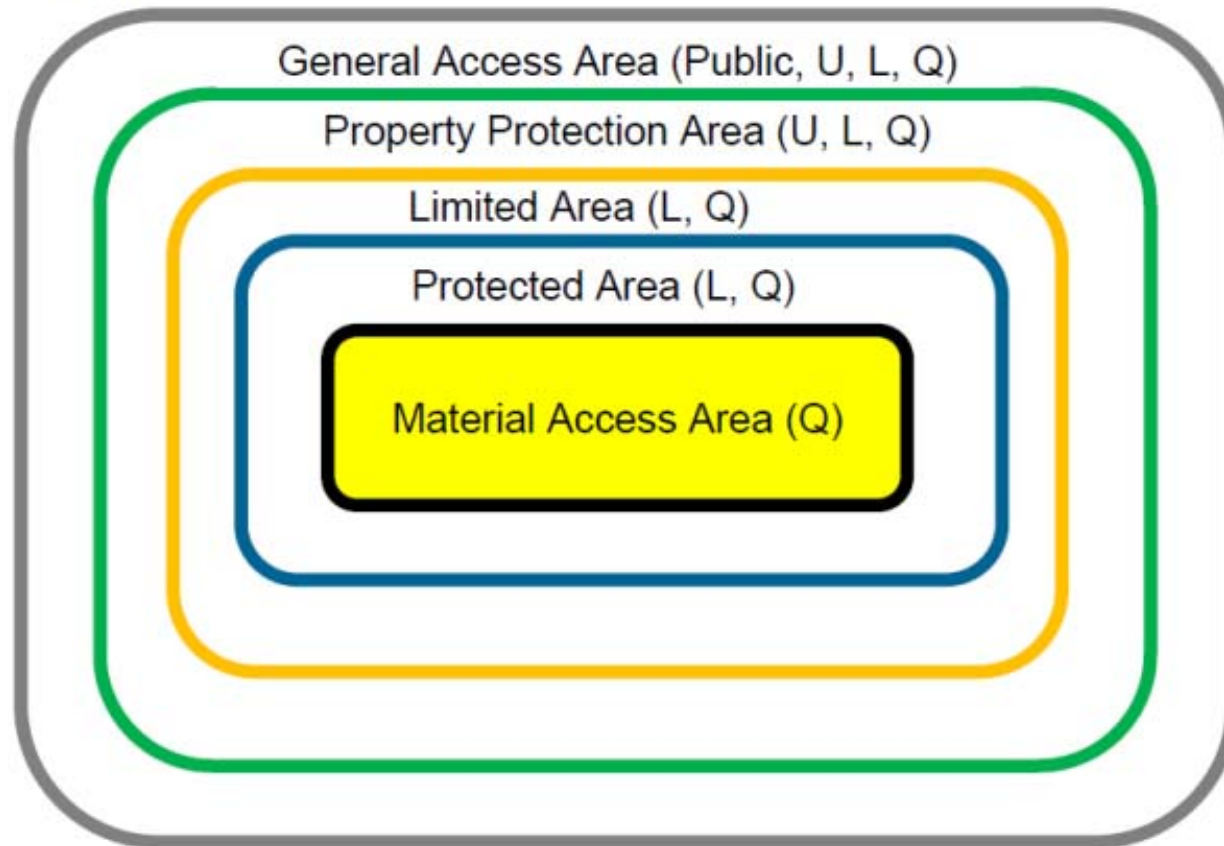 General Access Area (Public, U, L, Q)
Property Protection Area (U, L, Q)
Limited Area (L, Q)
Protected Area (L, Q)
Material Access Area (Q)